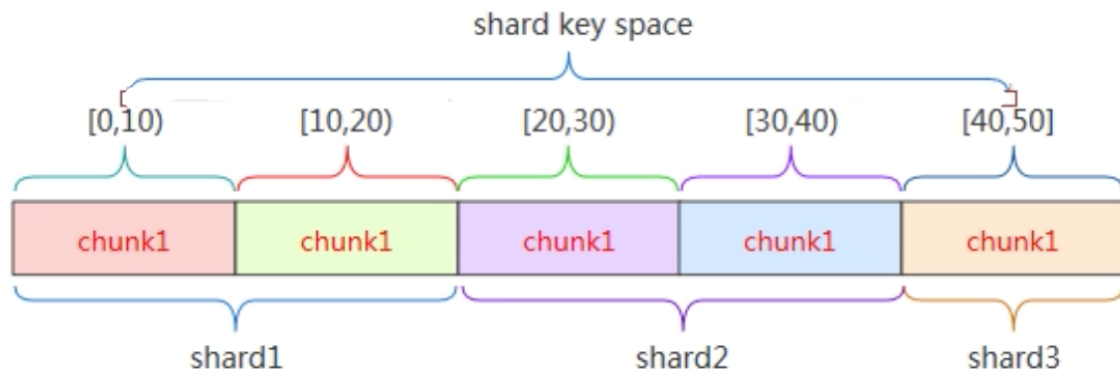 shard key space
[0,10) [10,20) [20,30) [30,40) [40,50]
chunk1 chunk1 chunk1 chunk1 chunk1
shard1 shard2 shard3